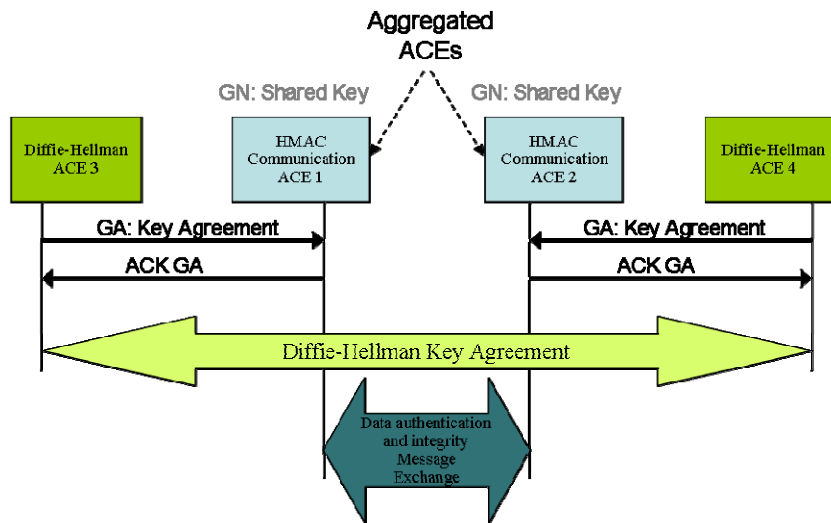 Aggregated
ACEs
GN: Shared Key
GN: Shared Key
Diffie-Hellman
ACE 3
HMAC
Communication
ACE 1
HMAC
Communication
ACE 2
Diffie-Hellman
ACE 4
GA: Key Agreement
GA: Key Agreement
ACK GA
ACK GA
Diffie-Hellman Key Agreement
Data authentication
and integrity
Message
Exchange